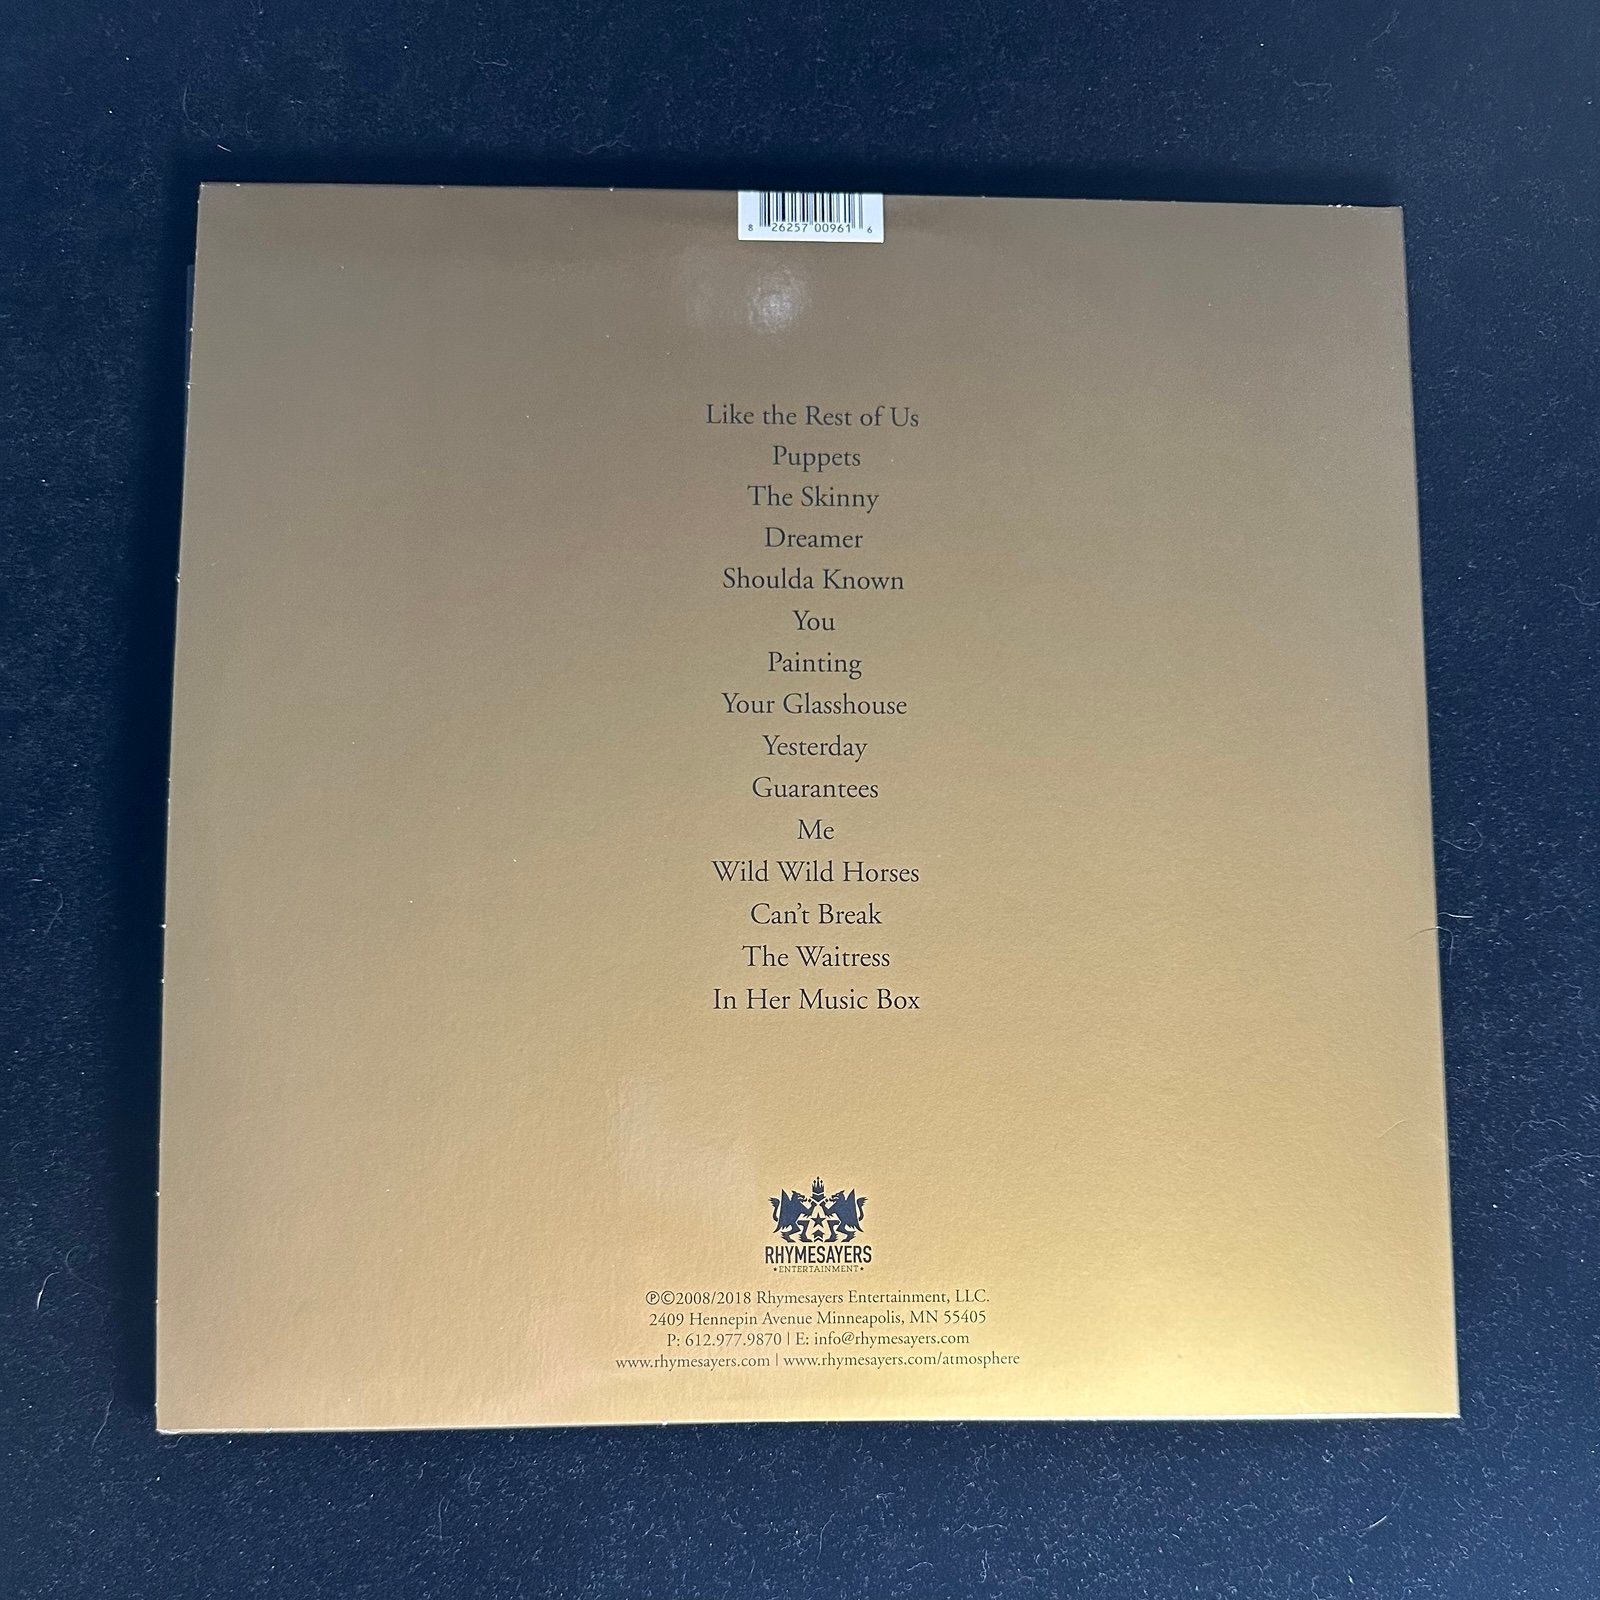 8 26257 00961 6
Like the Rest of Us
Puppets
The Skinny
Dreamer
Shoulda Known
You
Painting
Your Glasshouse
Yesterday
Guarantees
Me
Wild Wild Horses
Can't Break
The Waitress
In Her Music Box
RHYMESAYERS
★ENTERTAINMENT★
℗©2008/2018 Rhymesayers Entertainment, LLC.
2409 Hennepin Avenue Minneapolis, MN 55405
P: 612.977.9870 | E: info@rhymesayers.com
www.rhymesayers.com | www.rhymesayers.com/atmosphere